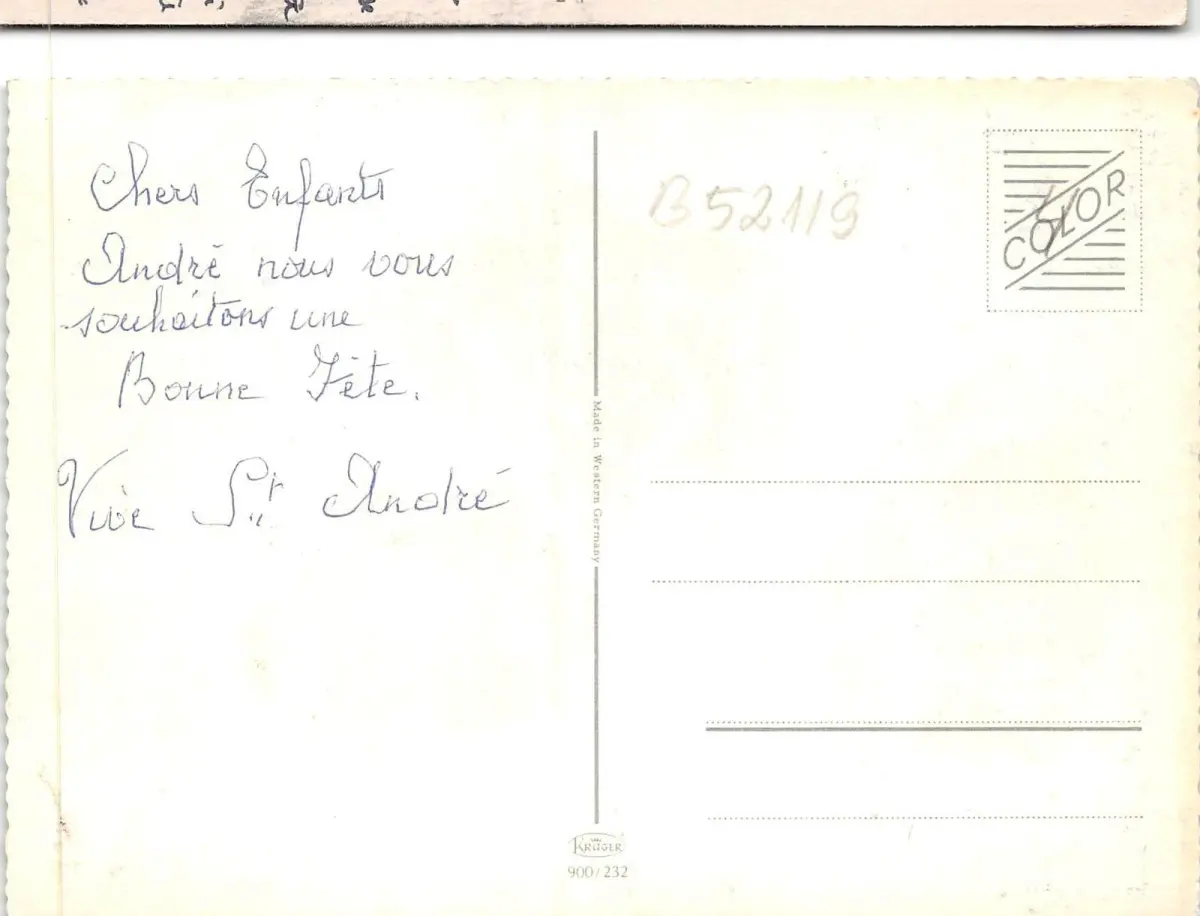 Chers Enfants
André nous vous
souhaitons une
Bonne Fête.
Vive St André
B52119
COLOR
Made in Western Germany
KRÜGER
900/232